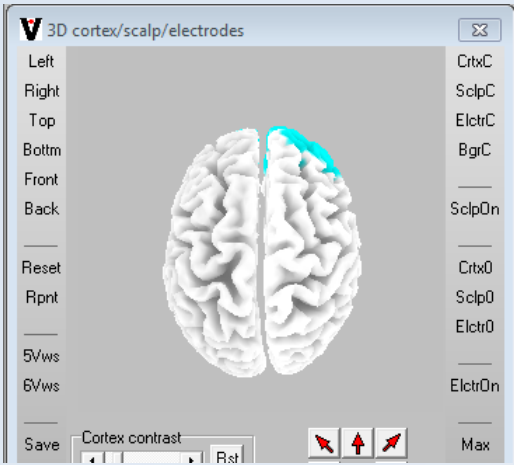 3D cortex/scalp/electrodes
Left
Right
Top
Bottm
Front
Back
Reset
Rpnt
5Vws
6Vws
Save
CrtxC
SclpC
ElctrC
BgrC
SclpOn
Crtx0
Sclp0
Elctr0
ElctrOn
Max
Cortex contrast
Rst